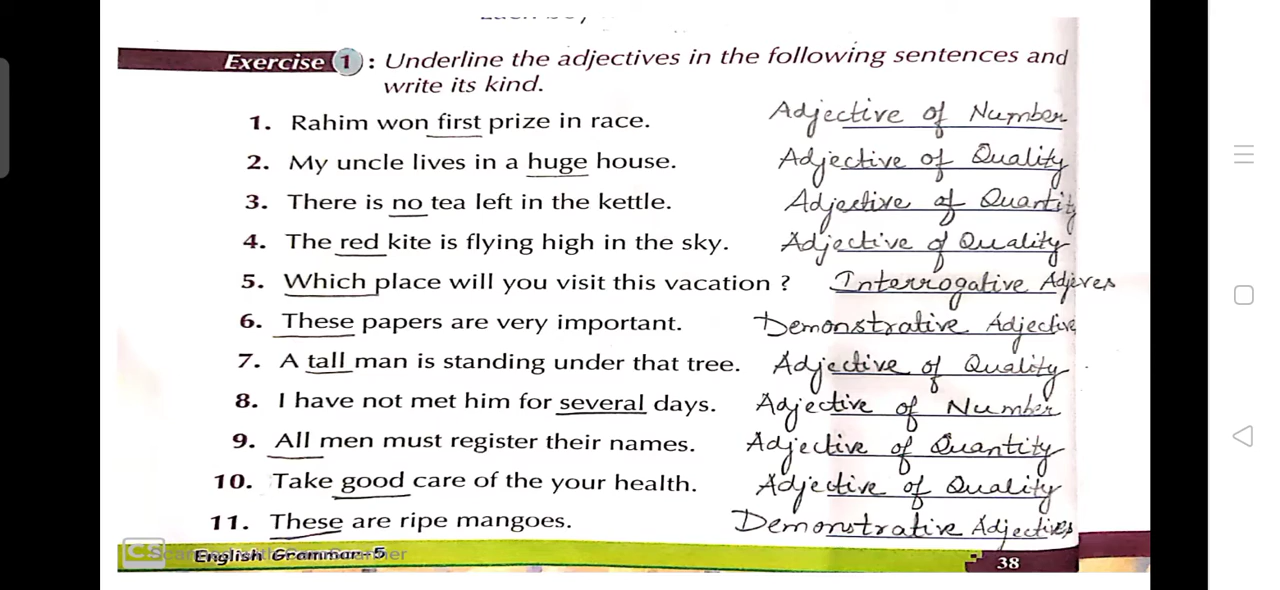 Exercise 1 : Underline the adjectives in the following sentences and
write its kind.
1. Rahim won first prize in race. Adjective of Number
2. My uncle lives in a huge house. Adjective of Quality
3. There is no tea left in the kettle. Adjective of Quantity
4. The red kite is flying high in the sky. Adjective of Quality
5. Which place will you visit this vacation ? Interrogative Adjives
6. These papers are very important. Demonstrative Adjective
7. A tall man is standing under that tree. Adjective of Quality
8. I have not met him for several days. Adjective of Number
9. All men must register their names. Adjective of Quantity
10. Take good care of the your health. Adjective of Quality
11. These are ripe mangoes. Demonstrative Adjectives
CS English Grammar-5
38